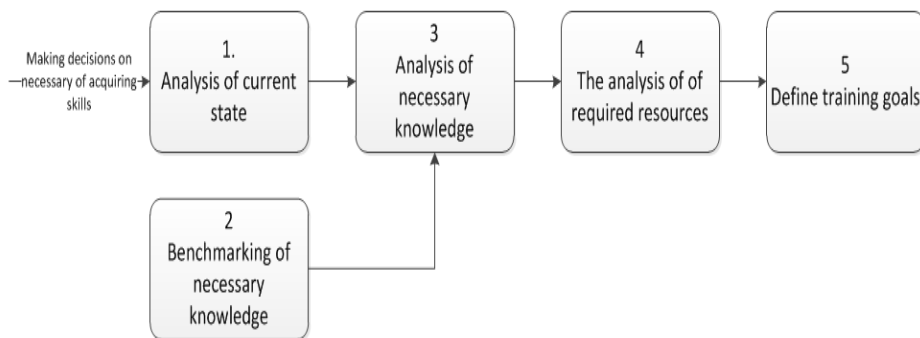 Making decisions on
necessary of acquiring
skills
1.
Analysis of current
state
3
Analysis of
necessary
knowledge
4
The analysis of of
required resources
5
Define training goals
2
Benchmarking of
necessary
knowledge